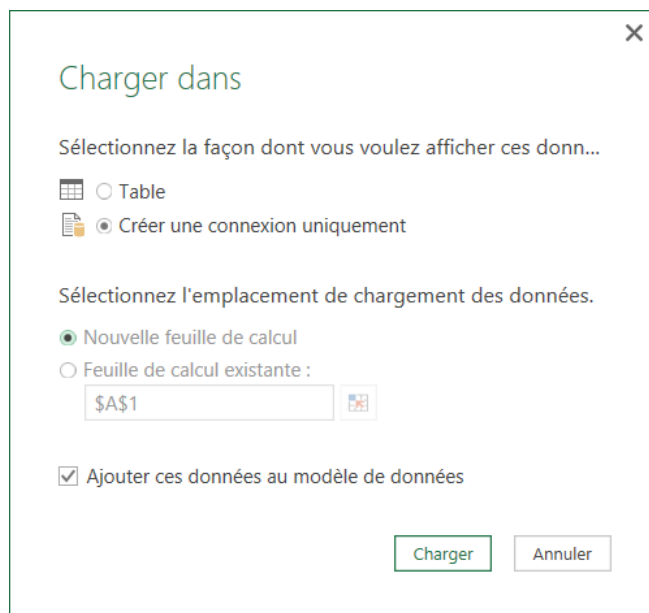 Charger dans
Sélectionnez la façon dont vous voulez afficher ces donn...
Table
Créer une connexion uniquement
Sélectionnez l'emplacement de chargement des données.
Nouvelle feuille de calcul
Feuille de calcul existante :
$A$1
Ajouter ces données au modèle de données
Charger Annuler